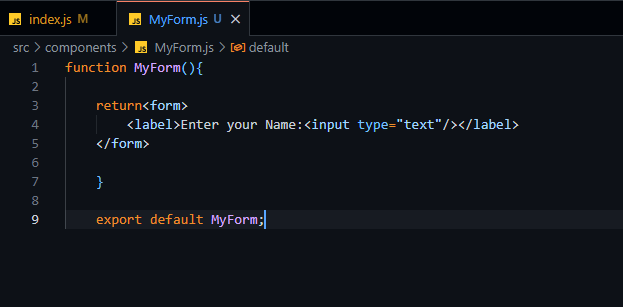 JS index.js M JS MyForm.js U ×
src > components > JS MyForm.js > default
1 function MyForm(){
2
3 return<form>
4 <label>Enter your Name:<input type="text"/></label>
5 </form>
6
7 }
8
9 export default MyForm;